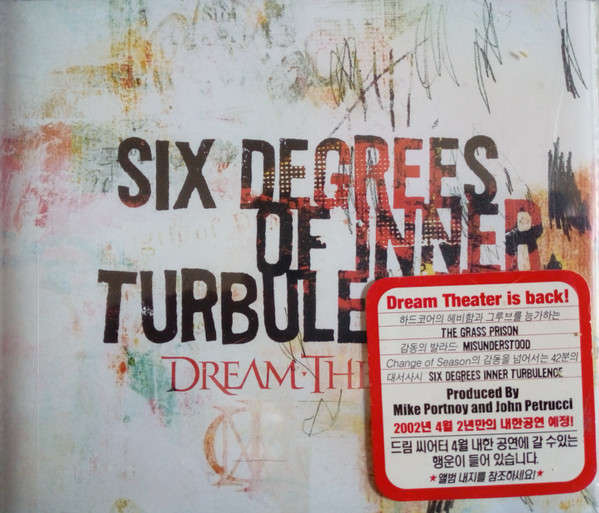 SIX DEGREES
OF INNER
TURBULE
DREAM THE
Dream Theater is back!
하드코어의 헤비함과 그루브를 능가하는
THE GRASS PRISON
감동의 발라드 MISUNDERSTOOD
Change of Season의 감동을 넘어서는 42분의
대서사시 SIX DEGREES INNER TURBULENCE
Produced By
Mike Portnoy and John Petrucci
2002년 4월 2년만의 내한공연 예정!
드림 씨어터 4월 내한 공연에 갈 수 있는
행운이 들어 있습니다.
★앨범 내지를 참조하세요!★